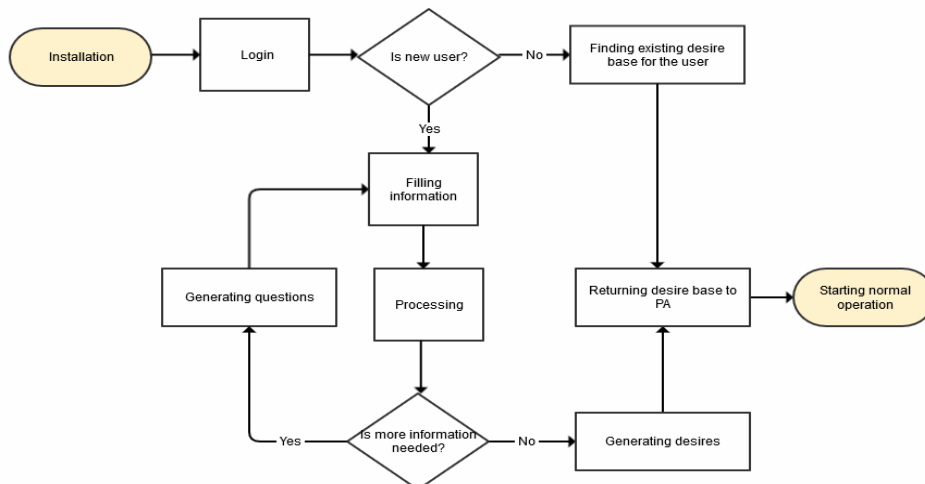 Installation
Login
Is new user?
No
Finding existing desire
base for the user
Yes
Filling
information
Generating questions
Processing
Returning desire base to
PA
Starting normal
operation
Yes
Is more information
needed?
No
Generating desires